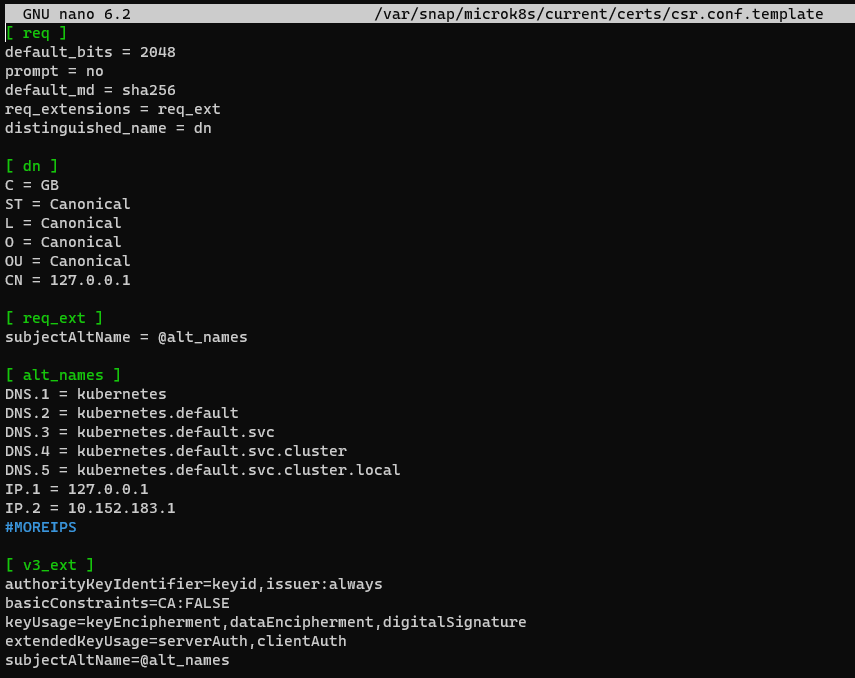 GNU nano 6.2 /var/snap/microk8s/current/certs/csr.conf.template
[ req ]
default_bits = 2048
prompt = no
default_md = sha256
req_extensions = req_ext
distinguished_name = dn
[ dn ]
C = GB
ST = Canonical
L = Canonical
O = Canonical
OU = Canonical
CN = 127.0.0.1
[ req_ext ]
subjectAltName = @alt_names
[ alt_names ]
DNS.1 = kubernetes
DNS.2 = kubernetes.default
DNS.3 = kubernetes.default.svc
DNS.4 = kubernetes.default.svc.cluster
DNS.5 = kubernetes.default.svc.cluster.local
IP.1 = 127.0.0.1
IP.2 = 10.152.183.1
#MOREIPS
[ v3_ext ]
authorityKeyIdentifier=keyid,issuer:always
basicConstraints=CA:FALSE
keyUsage=keyEncipherment,dataEncipherment,digitalSignature
extendedKeyUsage=serverAuth,clientAuth
subjectAltName=@alt_names